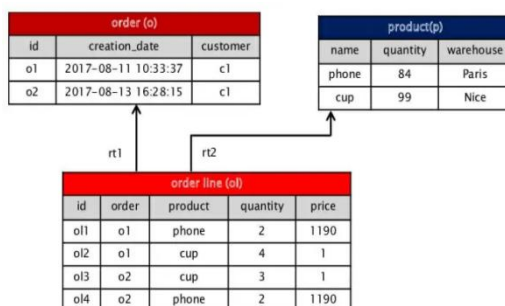 order (o)
id creation_date customer
o1 2017-08-11 10:33:37 c1
o2 2017-08-13 16:28:15 c1
product(p)
name quantity warehouse
phone 84 Paris
cup 99 Nice
rt1 rt2
order line (ol)
id order product quantity price
ol1 o1 phone 2 1190
ol2 o1 cup 4 1
ol3 o2 cup 3 1
ol4 o2 phone 2 1190